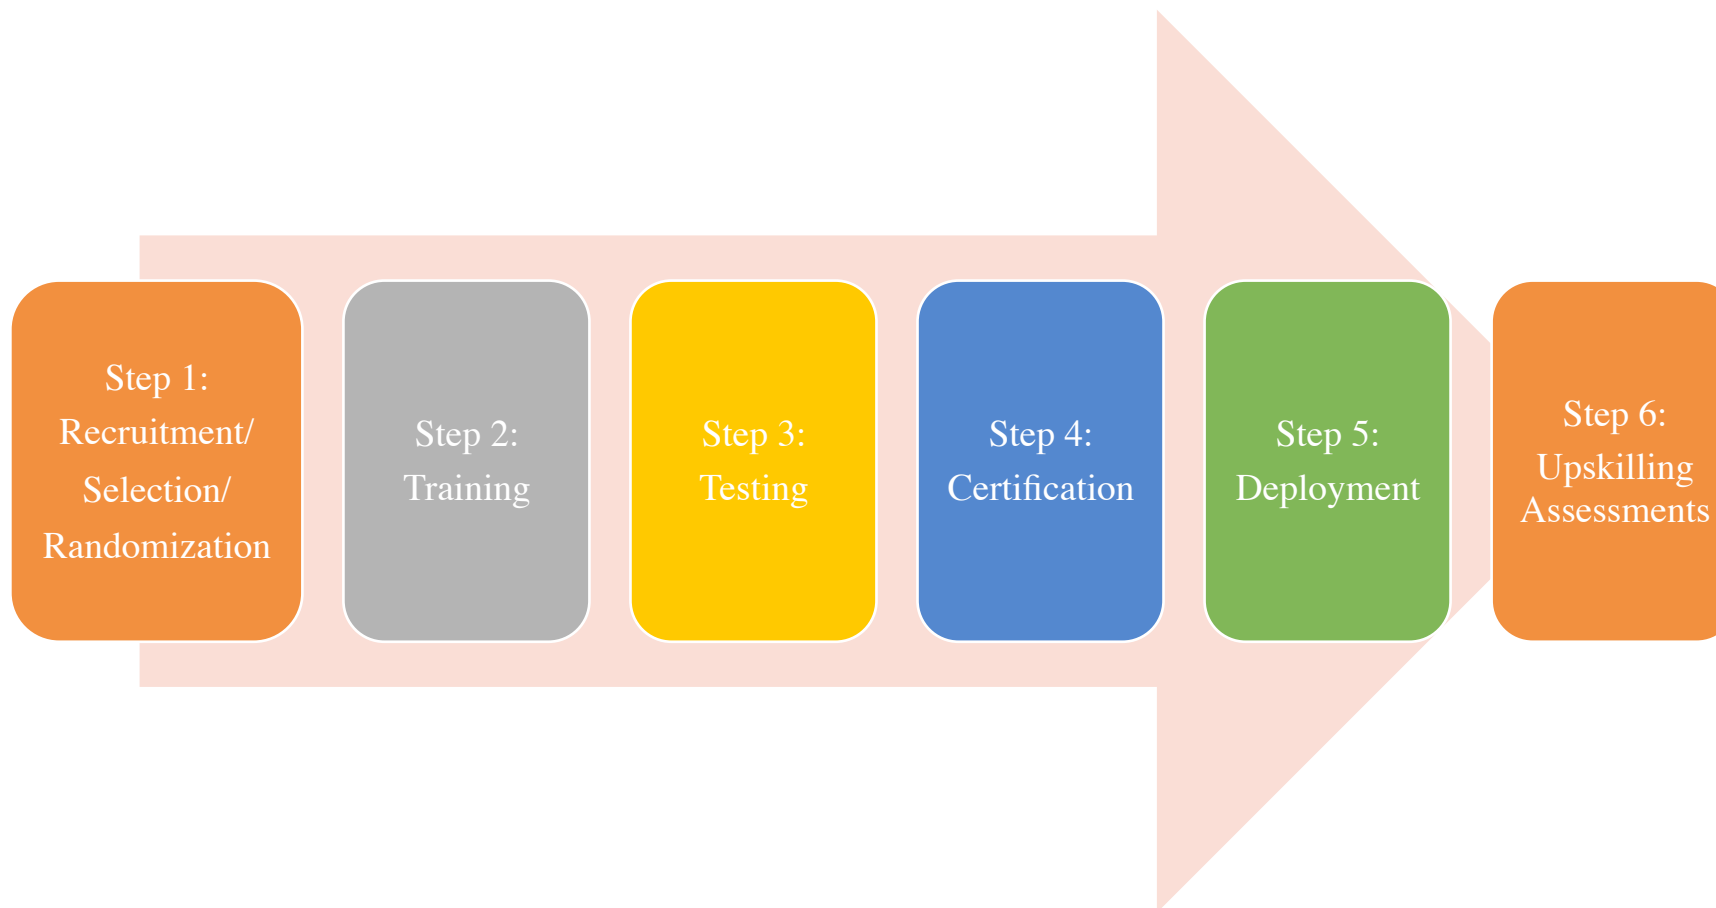 Step 1:
Recruitment/
Selection/
Randomization
Step 2:
Training
Step 3:
Testing
Step 4:
Certification
Step 5:
Deployment
Step 6:
Upskilling
Assessments